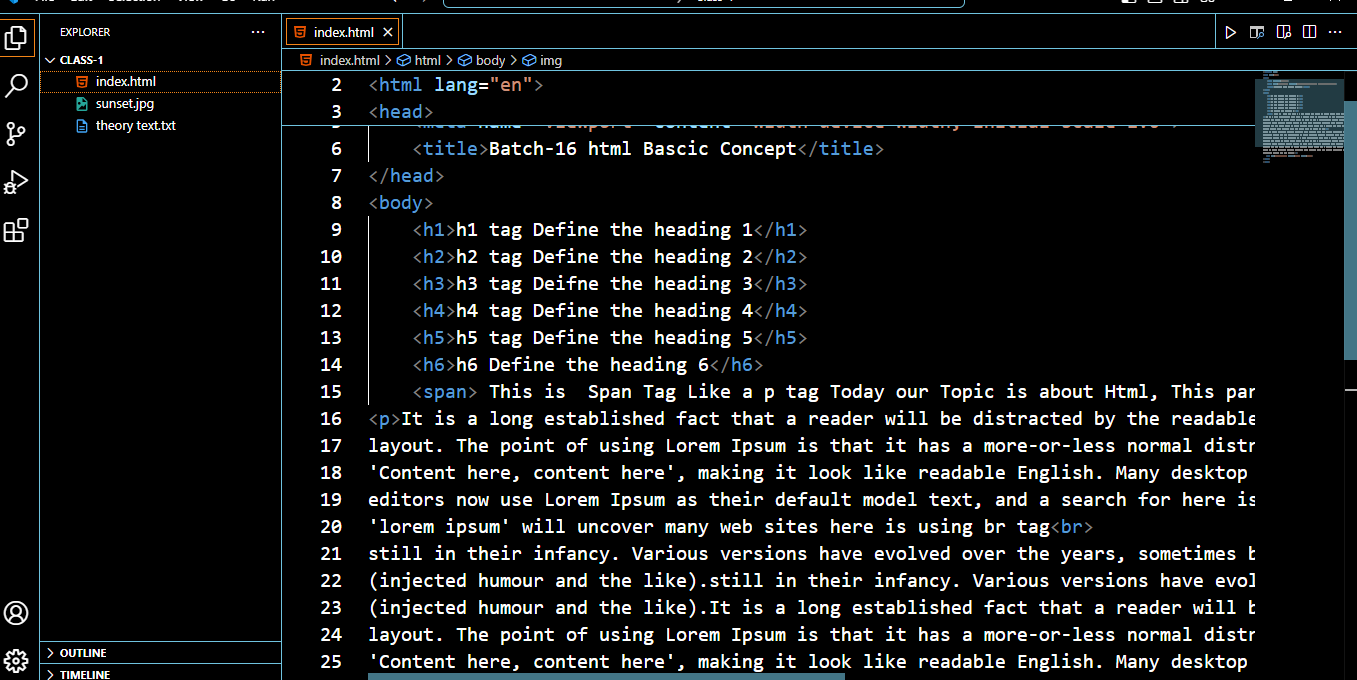 EXPLORER
index.html
CLASS-1
index.html > html > body > img
index.html
sunset.jpg
theory text.txt
2 <html lang="en">
3 <head>
6 <title>Batch-16 html Bascic Concept</title>
7 </head>
8 <body>
9 <h1>h1 tag Define the heading 1</h1>
10 <h2>h2 tag Define the heading 2</h2>
11 <h3>h3 tag Deifne the heading 3</h3>
12 <h4>h4 tag Define the heading 4</h4>
13 <h5>h5 tag Define the heading 5</h5>
14 <h6>h6 Define the heading 6</h6>
15 <span> This is  Span Tag Like a p tag Today our Topic is about Html, This par
16 <p>It is a long established fact that a reader will be distracted by the readable
17 layout. The point of using Lorem Ipsum is that it has a more-or-less normal distr
18 'Content here, content here', making it look like readable English. Many desktop
19 editors now use Lorem Ipsum as their default model text, and a search for here is
20 'lorem ipsum' will uncover many web sites here is using br tag<br>
21 still in their infancy. Various versions have evolved over the years, sometimes b
22 (injected humour and the like).still in their infancy. Various versions have evol
23 (injected humour and the like).It is a long established fact that a reader will b
24 layout. The point of using Lorem Ipsum is that it has a more-or-less normal distr
25 'Content here, content here', making it look like readable English. Many desktop
OUTLINE
TIMELINE